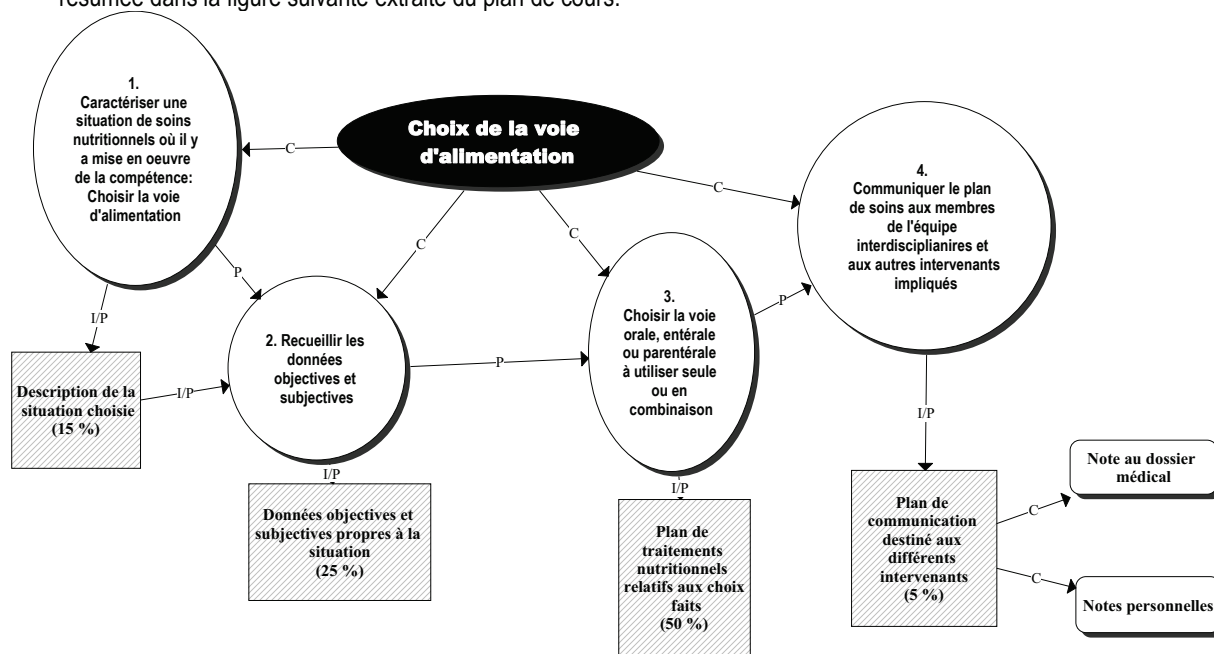 résumée dans la figure suivante extraite du plan de cours.
1.
Caractériser une
situation de soins
nutritionnels où il y
a mise en oeuvre
de la compétence:
Choisir la voie
d'alimentation
Choix de la voie
d'alimentation
4.
Communiquer le plan
de soins aux membres
de l'équipe
interdisciplianires et
aux autres intervenants
impliqués
C
C
C
C
P
I/P
2. Recueillir les
données
objectives et
subjectives
3.
Choisir la voie
orale, entérale
ou parentérale
à utiliser seule
ou en
combinaison
P
P
Description de la
situation choisie
(15 %)
I/P
I/P
I/P
I/P
Données objectives et
subjectives propres à la
situation
(25 %)
Plan de
traitements
nutritionnels
relatifs aux choix
faits
(50 %)
Plan de
communication
destiné aux
différents
intervenants
(5 %)
C
C
Note au dossier
médical
Notes personnelles